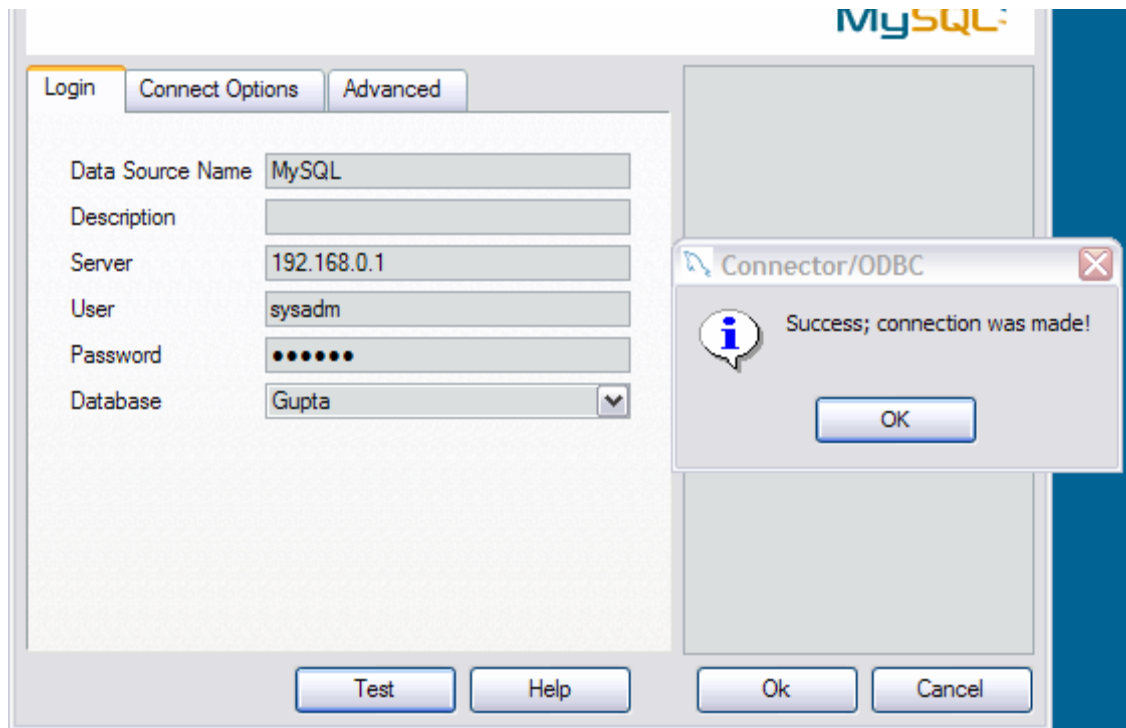 MySQL
Login
Connect Options
Advanced
Data Source Name MySQL
Description
Server 192.168.0.1
User sysadm
Password ●●●●●●
Database Gupta
Connector/ODBC
Success; connection was made!
OK
Test
Help
Ok
Cancel